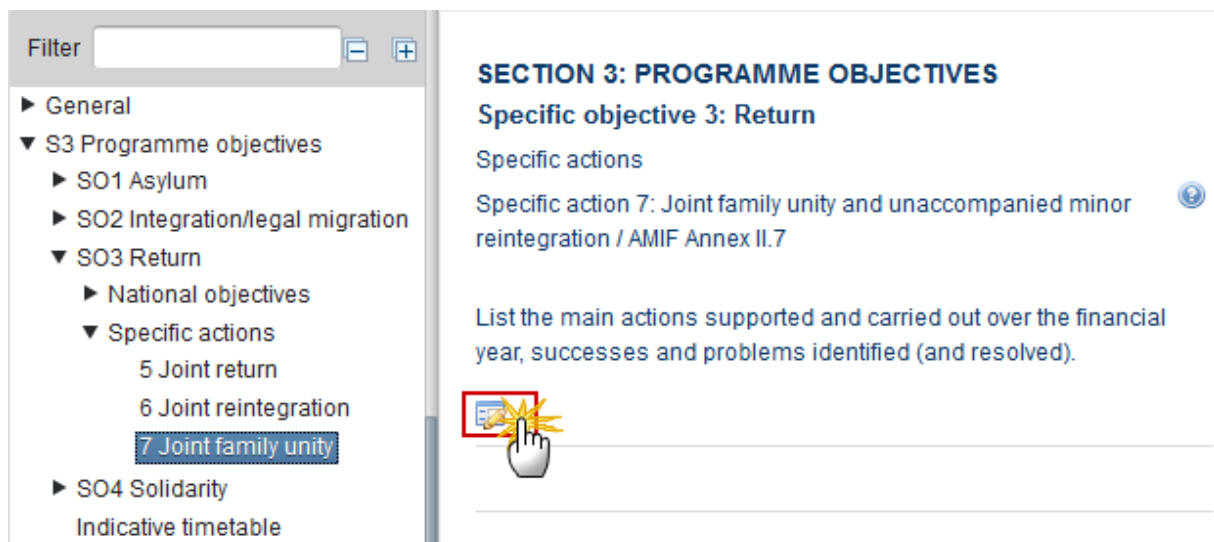 Filter
General
S3 Programme objectives
SO1 Asylum
SO2 Integration/legal migration
SO3 Return
National objectives
Specific actions
5 Joint return
6 Joint reintegration
7 Joint family unity
SO4 Solidarity
Indicative timetable
SECTION 3: PROGRAMME OBJECTIVES
Specific objective 3: Return
Specific actions
Specific action 7: Joint family unity and unaccompanied minor
reintegration / AMIF Annex II.7
List the main actions supported and carried out over the financial
year, successes and problems identified (and resolved).